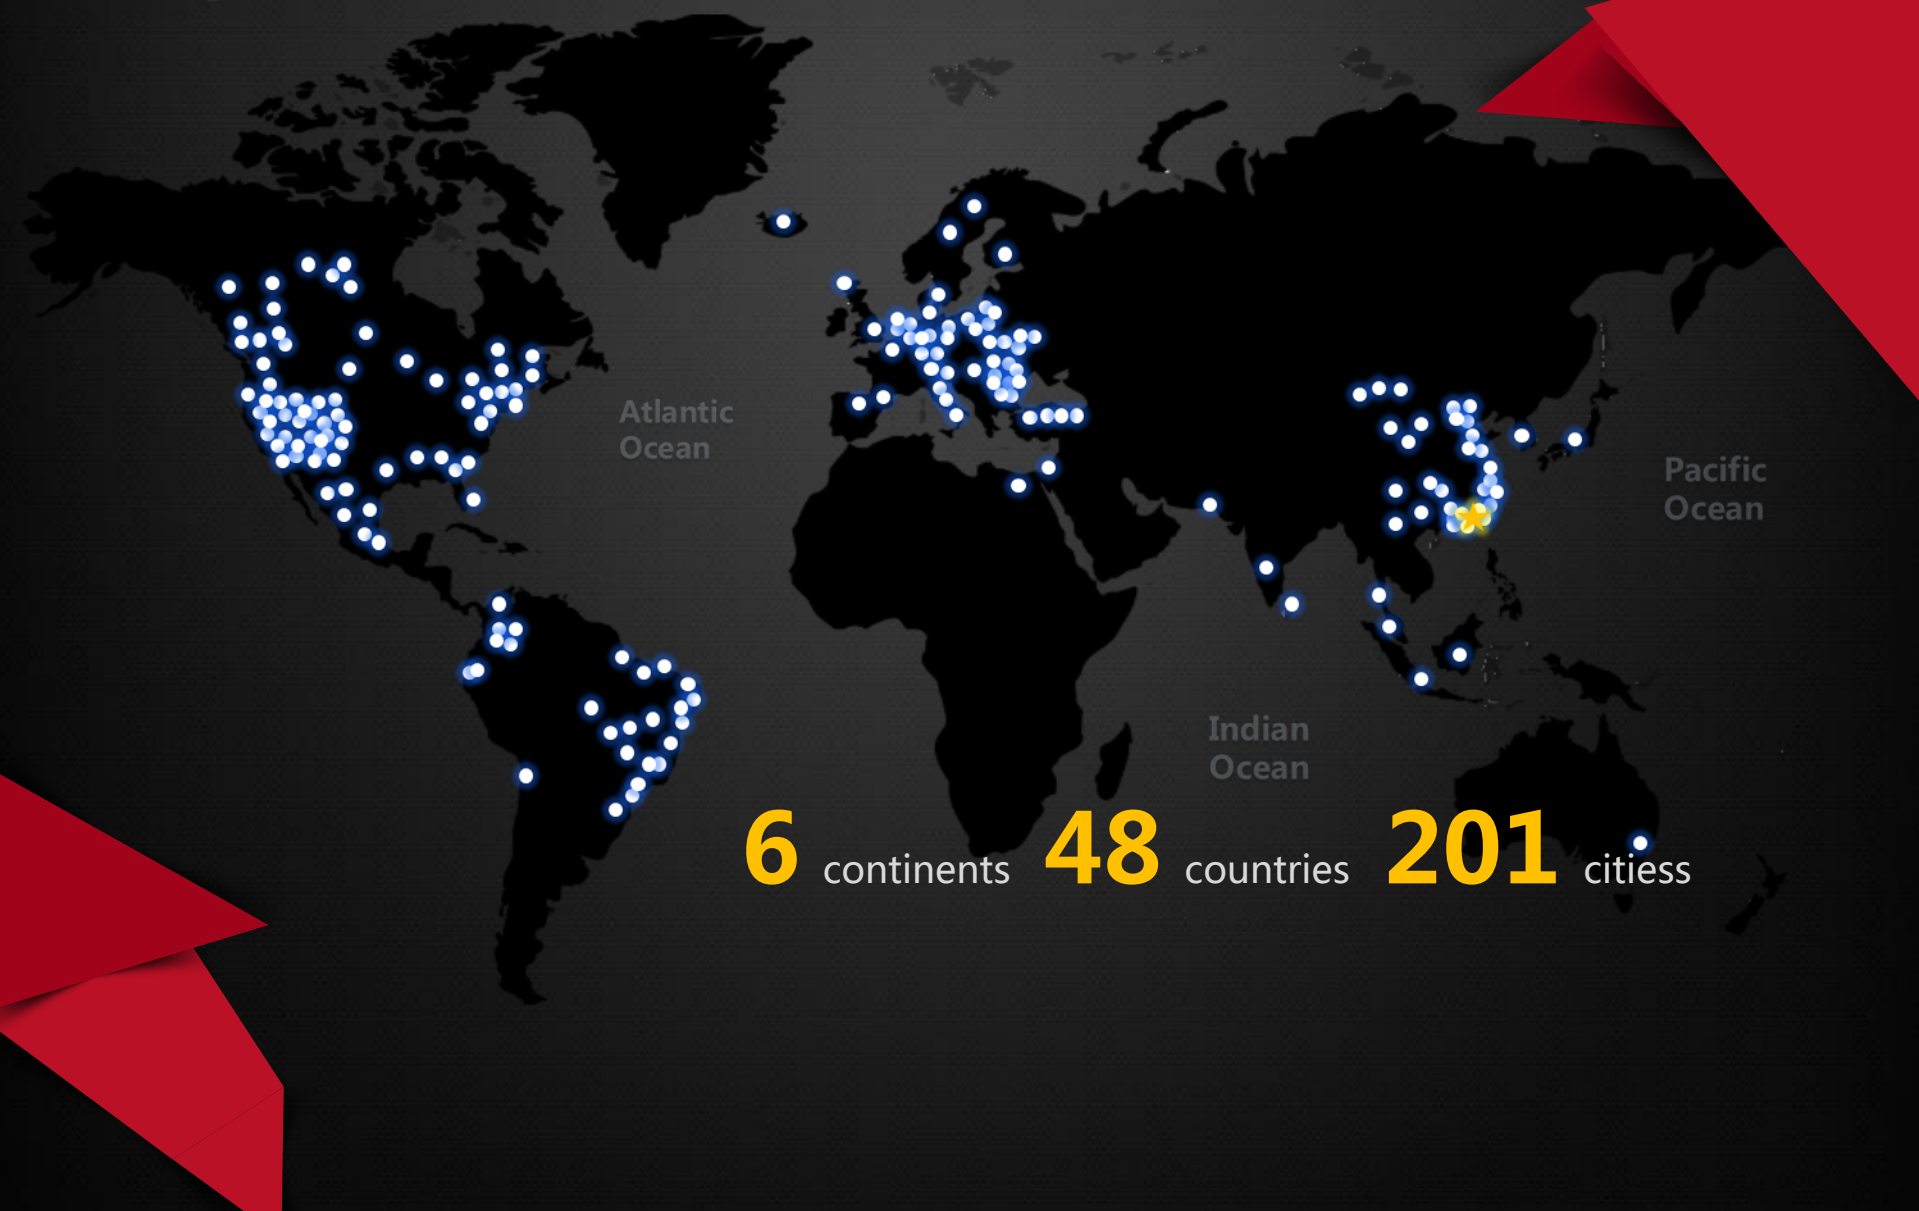 Atlantic
Ocean
Pacific
Ocean
Indian
Ocean
6 continents 48 countries 201 citiess